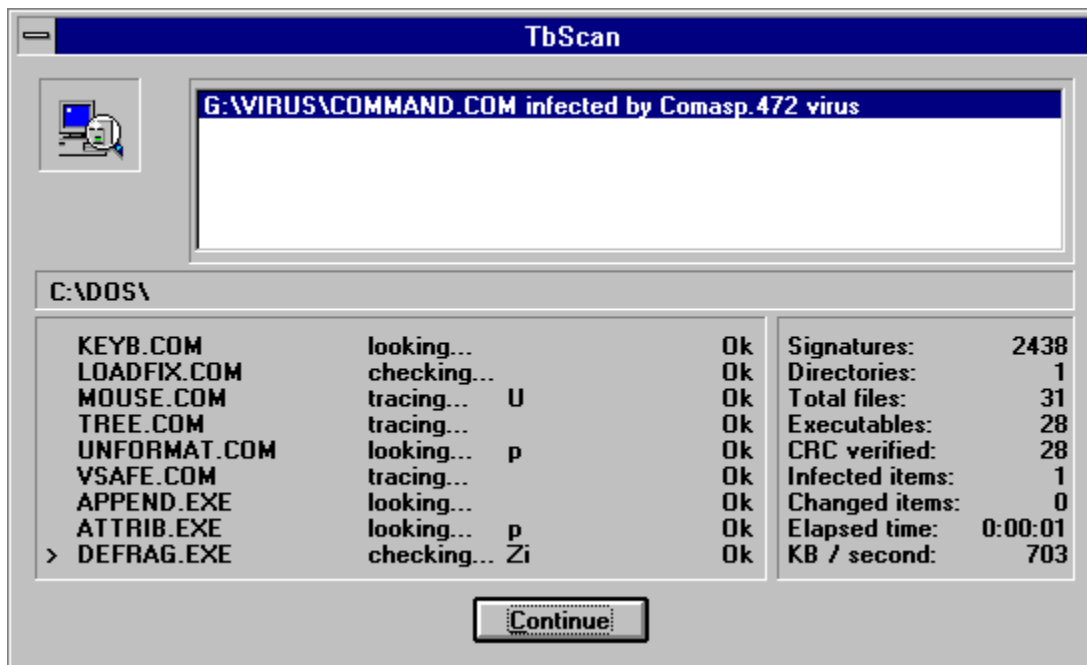 TbScan
G:\VIRUS\COMMAND.COM infected by Comasp.472 virus
C:\DOS\
KEYB.COM looking... Ok
LOADFIX.COM checking... Ok
MOUSE.COM tracing... U Ok
TREE.COM tracing... Ok
UNFORMAT.COM looking... p Ok
VSAFE.COM tracing... Ok
APPEND.EXE looking... Ok
ATTRIB.EXE looking... p Ok
> DEFRAG.EXE checking... Zi Ok
Signatures: 2438
Directories: 1
Total files: 31
Executables: 28
CRC verified: 28
Infected items: 1
Changed items: 0
Elapsed time: 0:00:01
KB / second: 703
Continue